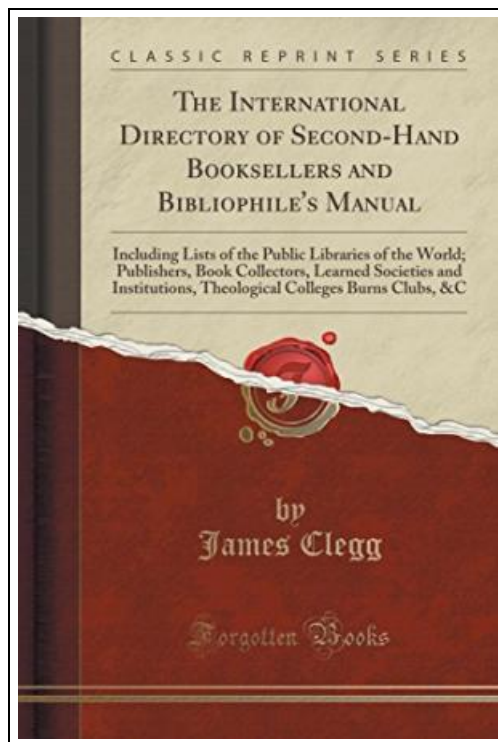 CLASSIC REPRINT SERIES
THE INTERNATIONAL
DIRECTORY OF SECOND-HAND
BOOKSELLERS AND
BIBLIOPHILE'S MANUAL
Including Lists of the Public Libraries of the World;
Publishers, Book Collectors, Learned Societies and
Institutions, Theological Colleges Burns Clubs, &C
by
James Clegg
Forgotten Books